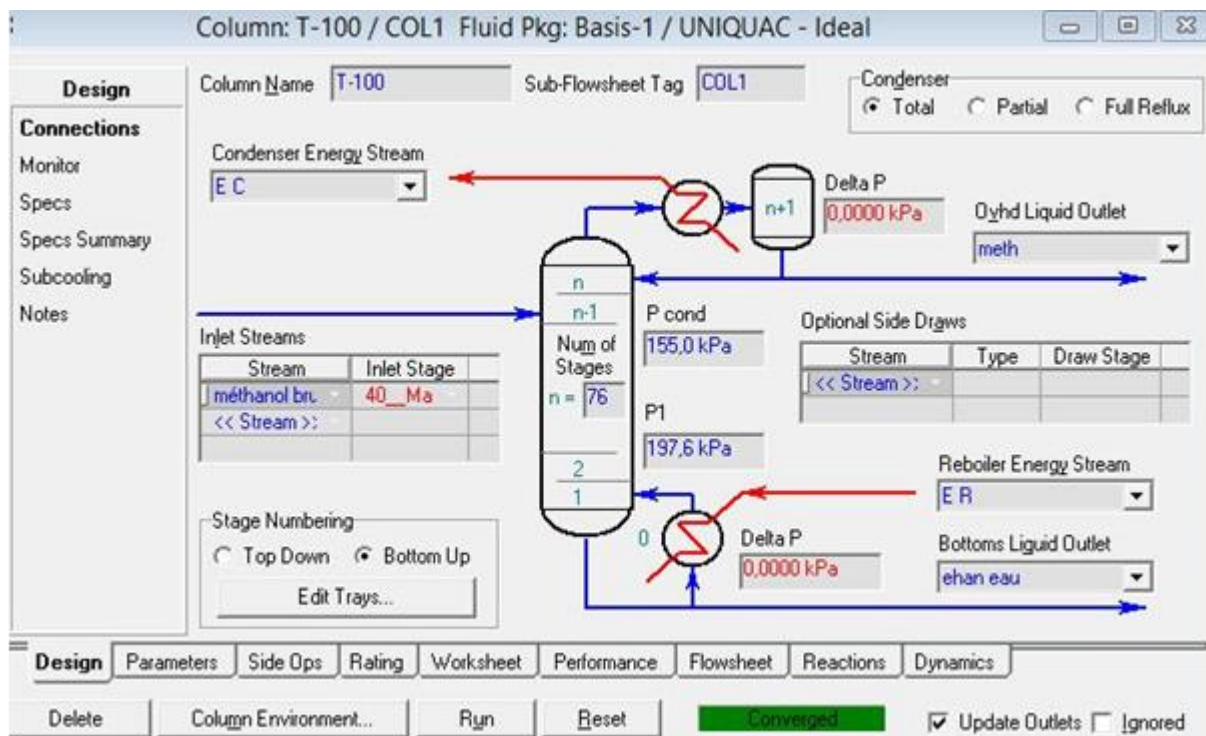 Column: T-100 / COL1 Fluid Pkg: Basis-1 / UNIQUAC - Ideal
Design
Connections
Monitor
Specs
Specs Summary
Subcooling
Notes
Column Name T-100 Sub-Flowsheet Tag COL1
Condenser
Total Partial Full Reflux
Condenser Energy Stream
E C
n+1
Delta P
0,0000 kPa
Ovhd Liquid Outlet
meth
n
n-1
Num of
Stages
n = 76
2
1
P cond
155,0 kPa
P1
197,6 kPa
Inlet Streams
Stream Inlet Stage
méthanol bru 40__Ma
<< Stream >>
Optional Side Draws
Stream Type Draw Stage
<< Stream >>
Stage Numbering
Top Down Bottom Up
Edit Trays...
0
Delta P
0,0000 kPa
Reboiler Energy Stream
E R
Bottoms Liquid Outlet
ehan eau
Design Parameters Side Ops Rating Worksheet Performance Flowsheet Reactions Dynamics
Delete Column Environment... Run Reset Converged Update Outlets Ignored